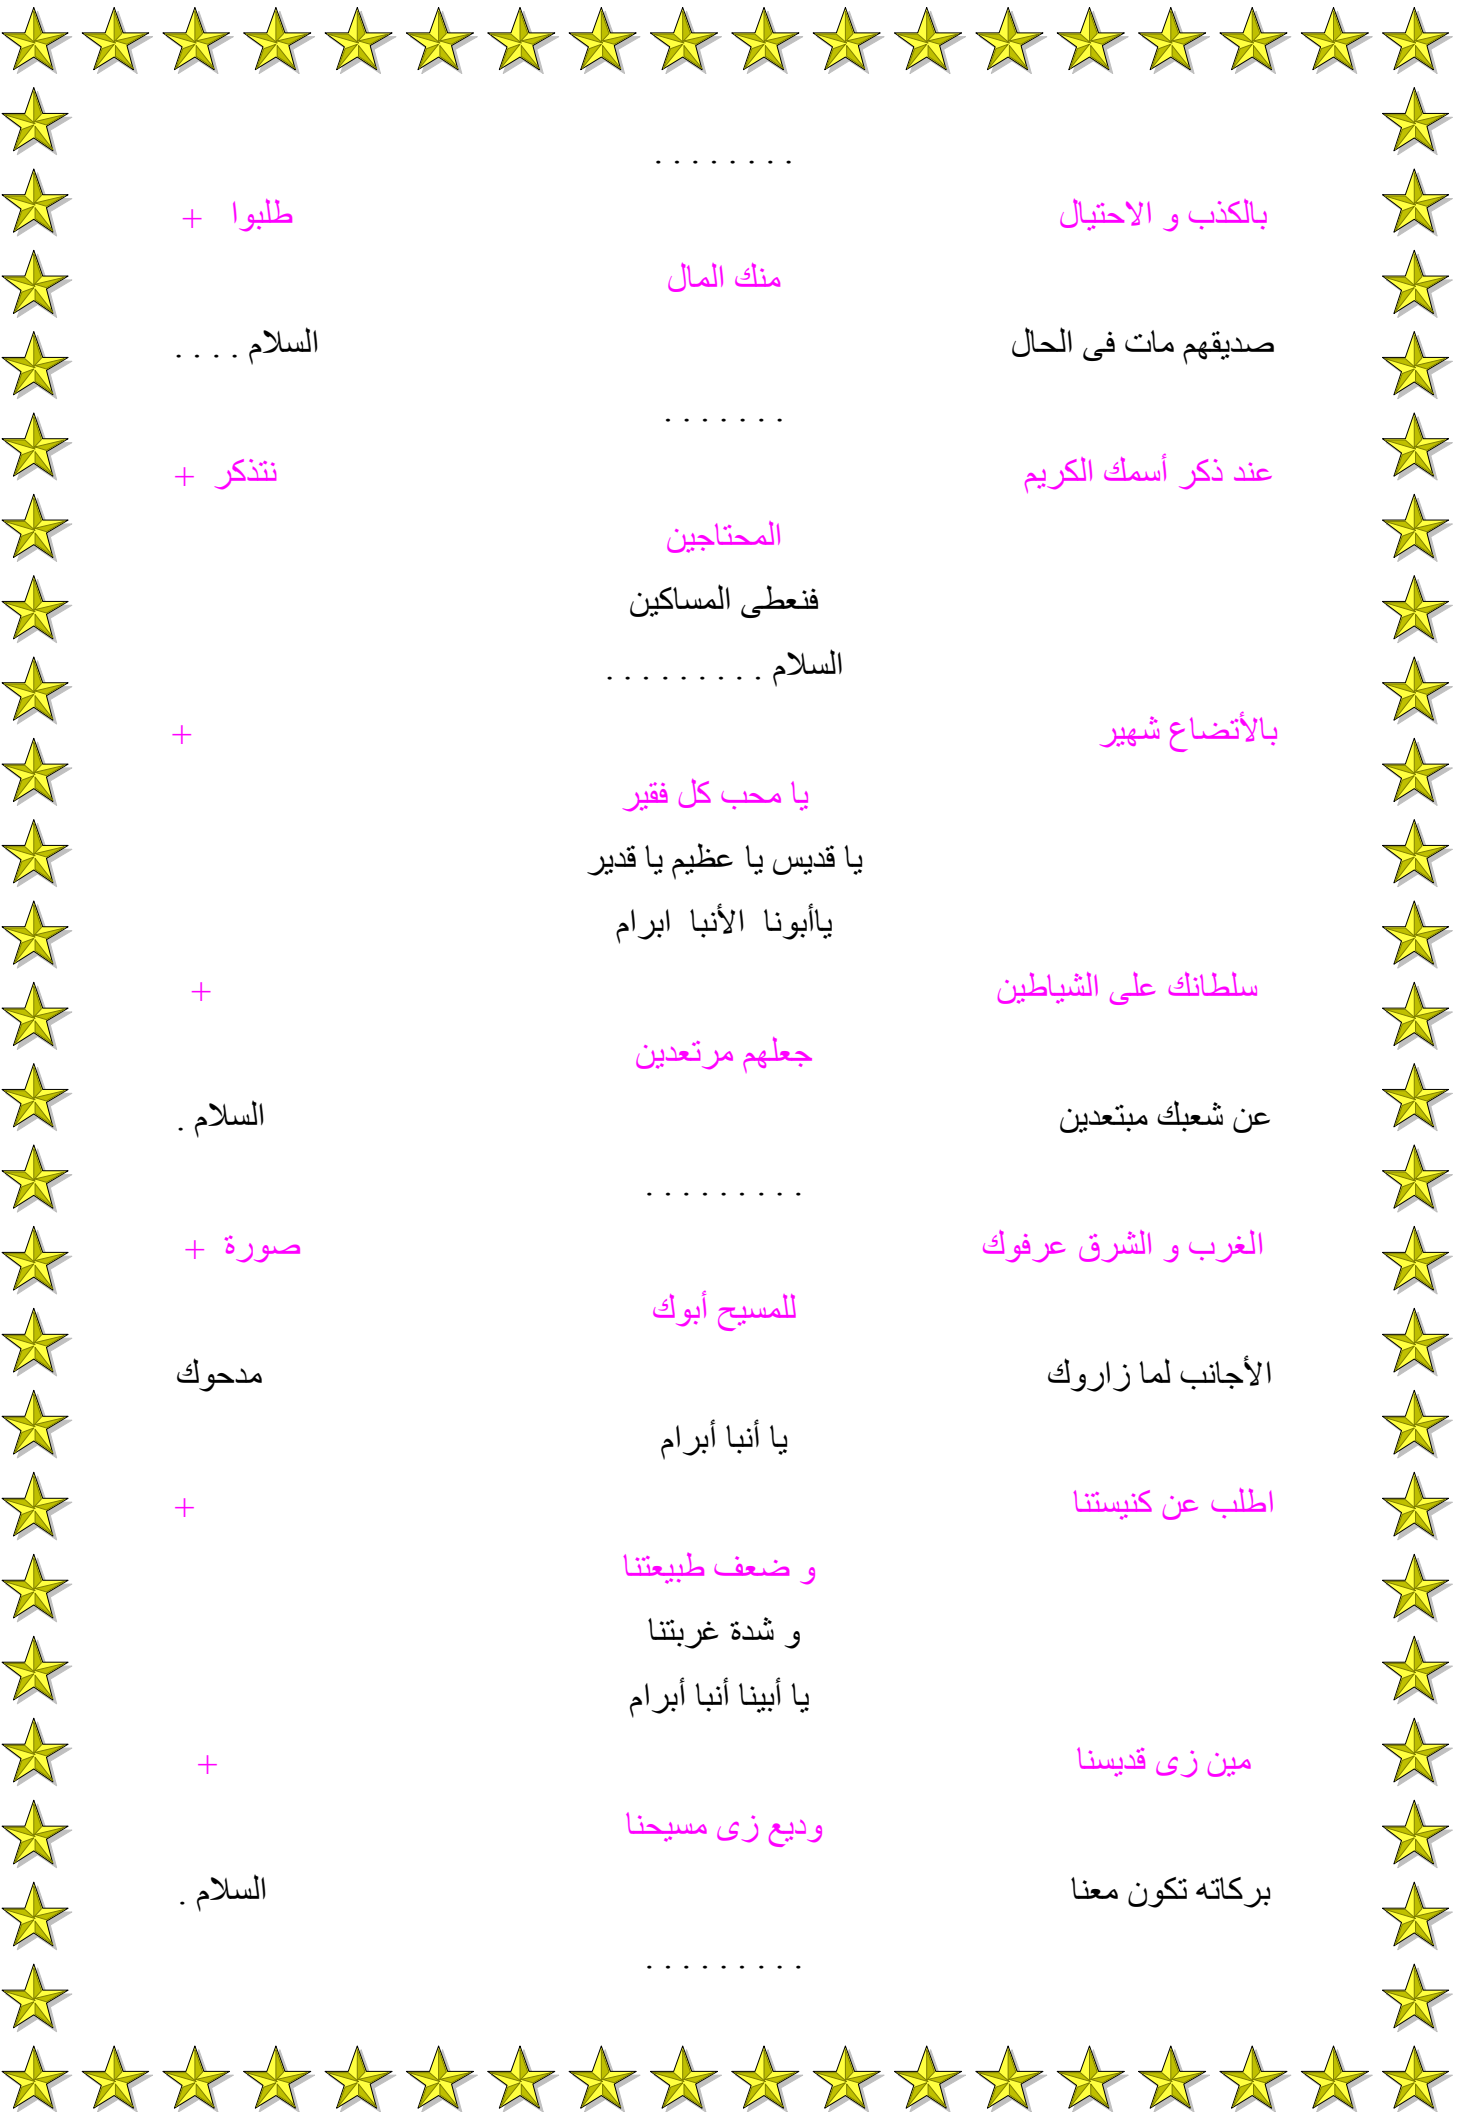 . . . . . . . .
بالكذب و الاحتيال طلبوا +
منك المال
صديقهم مات فى الحال السلام . . . .
. . . . . . .
عند ذكر أسمك الكريم نتذكر +
المحتاجين
فنعطى المساكين
السلام . . . . . . . . .
بالأتضاع شهير +
يا محب كل فقير
يا قديس يا عظيم يا قدير
ياأبونا الأنبا ابرام
سلطانك على الشياطين +
جعلهم مرتعدين
عن شعبك مبتعدين السلام .
. . . . . . . . .
الغرب و الشرق عرفوك صورة +
للمسيح أبوك
الأجانب لما زاروك مدحوك
يا أنبا أبرام
اطلب عن كنيستنا +
و ضعف طبيعتنا
و شدة غربتنا
يا أبينا أنبا أبرام
مين زى قديسنا +
وديع زى مسيحنا
بركاته تكون معنا السلام .
. . . . . . . . .